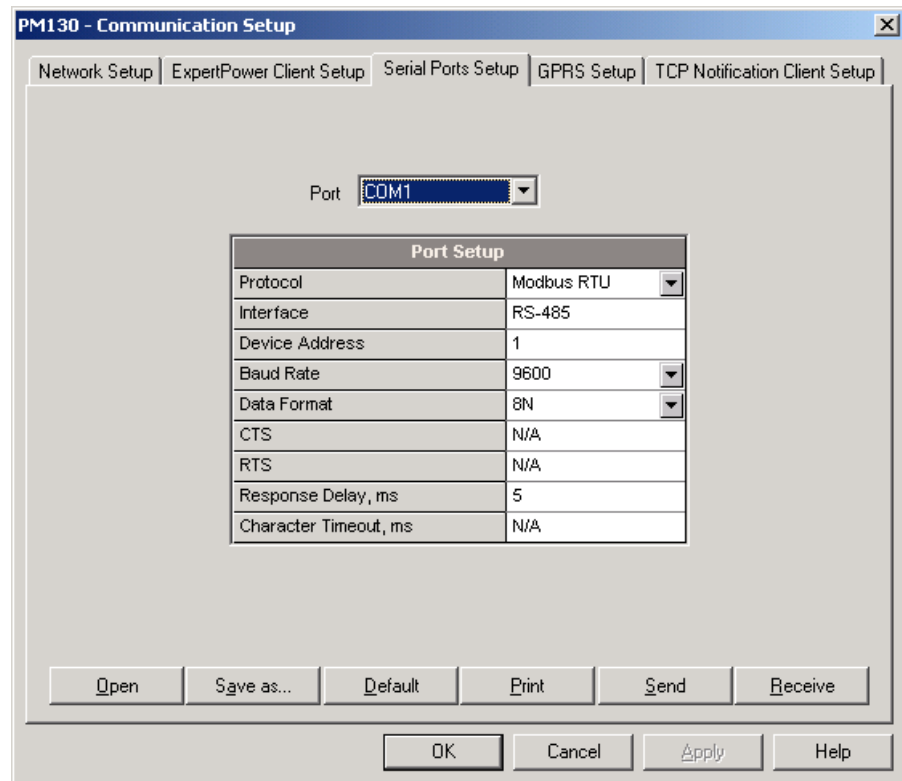 PM130 - Communication Setup
Network Setup ExpertPower Client Setup Serial Ports Setup GPRS Setup TCP Notification Client Setup
Port COM1
Port Setup
Protocol Modbus RTU
Interface RS-485
Device Address 1
Baud Rate 9600
Data Format 8N
CTS N/A
RTS N/A
Response Delay, ms 5
Character Timeout, ms N/A
Open Save as... Default Print Send Receive
OK Cancel Apply Help